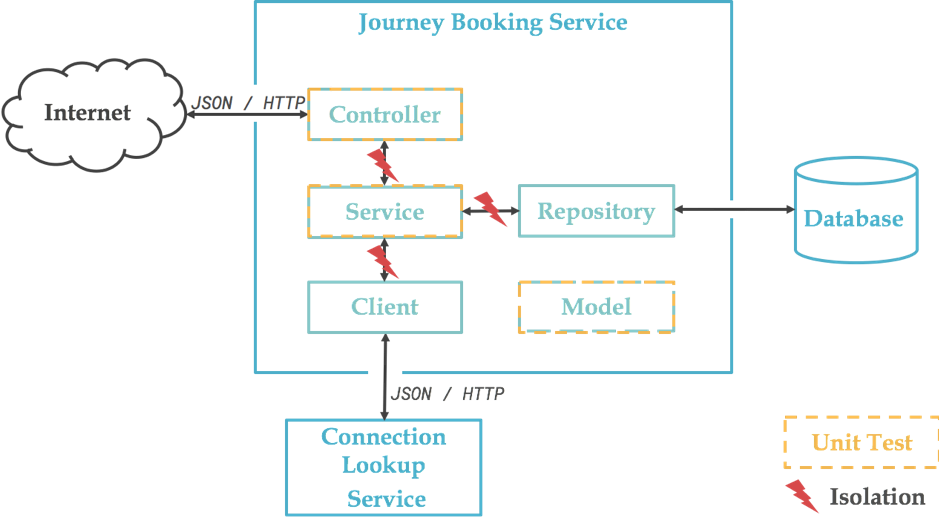 Journey Booking Service
Internet
JSON / HTTP
Controller
Service
Repository
Database
Client
Model
JSON / HTTP
Connection
Lookup
Service
Unit Test
Isolation